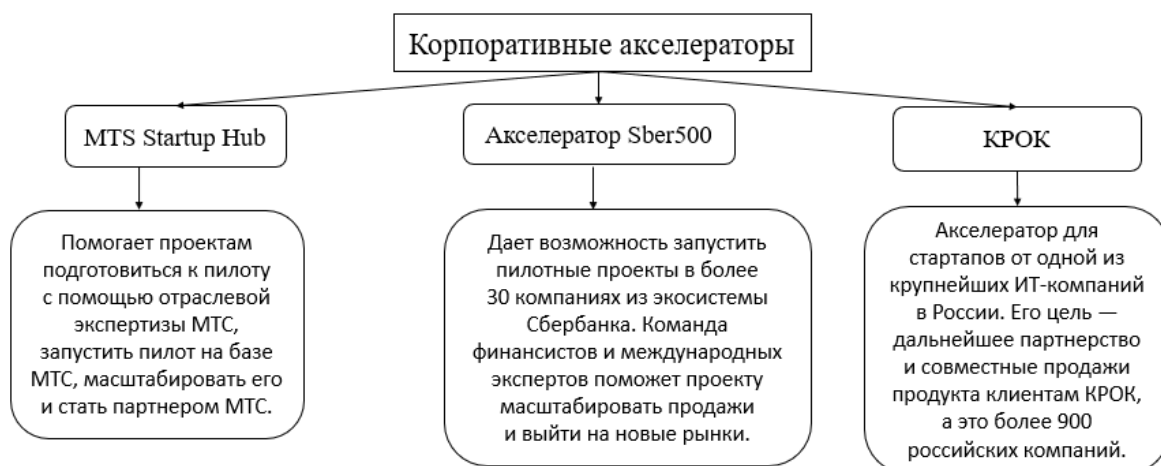 Корпоративные акселераторы
MTS Startup Hub
Акселератор Sber500
КРОК
Помогает проектам
подготовиться к пилоту
с помощью отраслевой
экспертизы МТС,
запустить пилот на базе
МТС, масштабировать его
и стать партнером МТС.
Дает возможность запустить
пилотные проекты в более
30 компаниях из экосистемы
Сбербанка. Команда
финансистов и международных
экспертов поможет проекту
масштабировать продажи
и выйти на новые рынки.
Акселератор для
стартапов от одной из
крупнейших ИТ-компаний
в России. Его цель —
дальнейшее партнерство
и совместные продажи
продукта клиентам КРОК,
а это более 900
российских компаний.